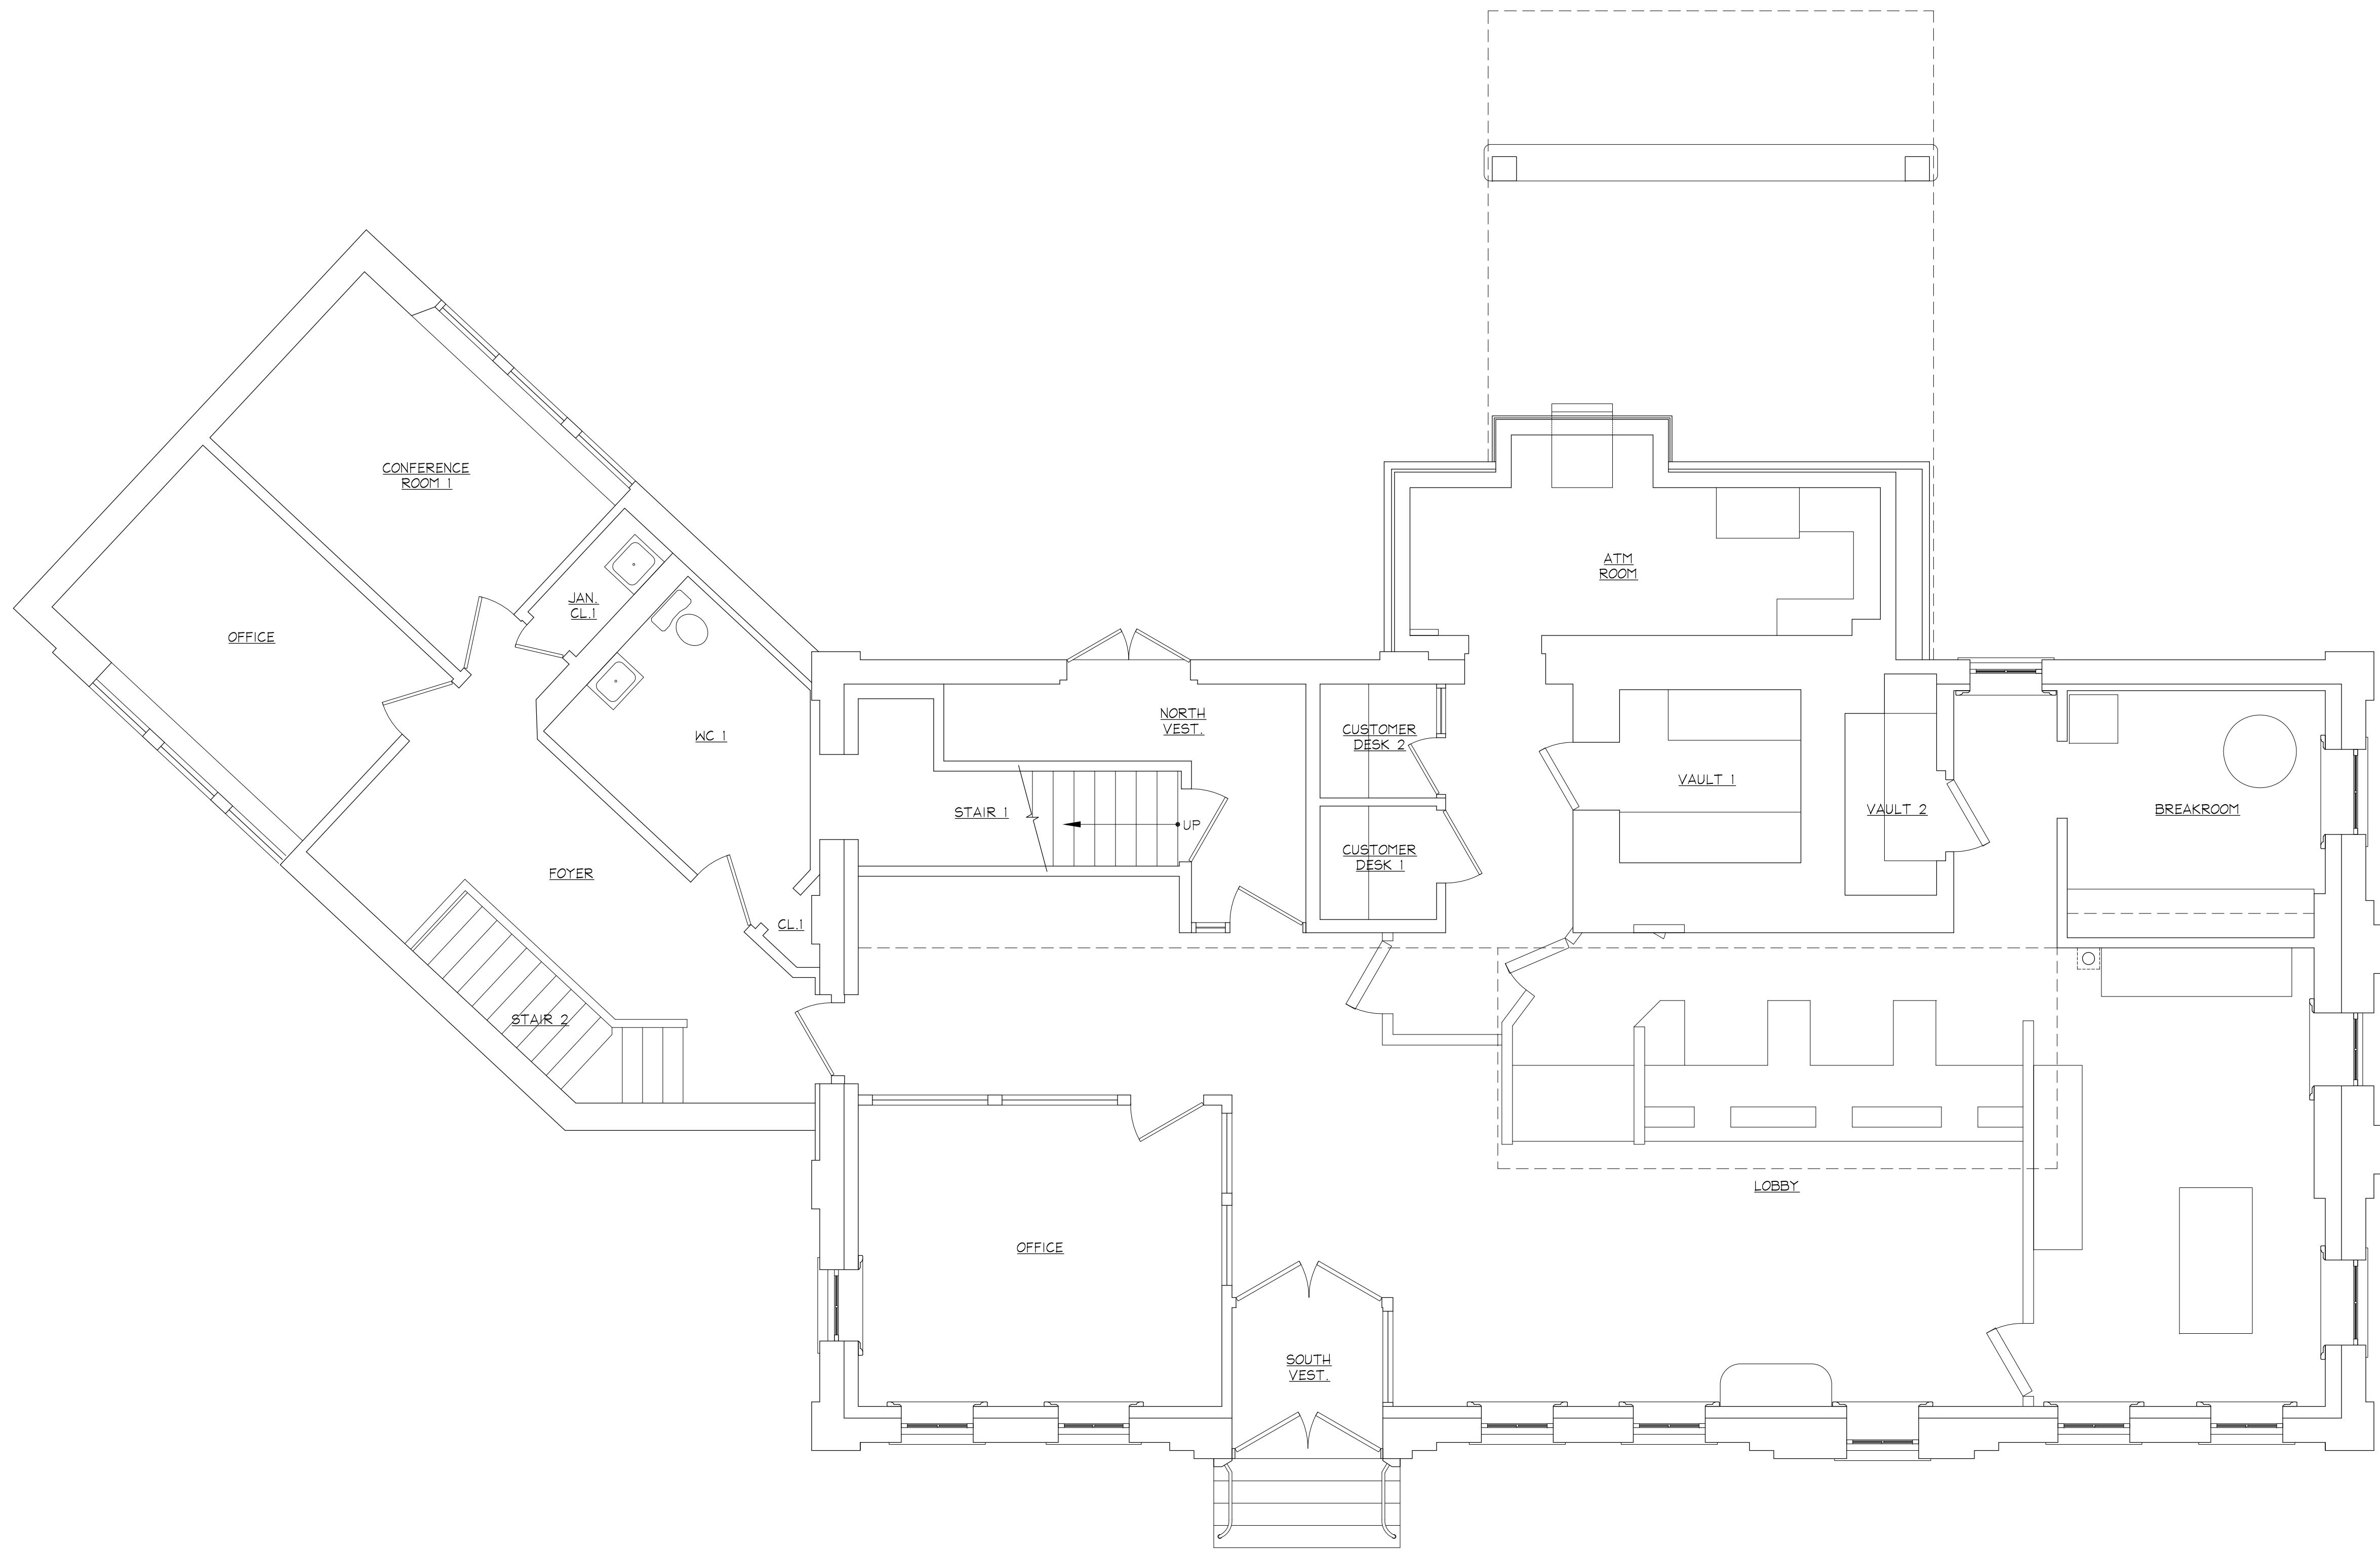 CONFERENCE
ROOM 1
ATM
ROOM
JAN.
CL.1
OFFICE
NORTH
VEST.
WC 1
CUSTOMER
DESK 2
VAULT 1
STAIR 1
UP
VAULT 2
BREAKROOM
CUSTOMER
DESK 1
FOYER
CL.1
STAIR 2
LOBBY
OFFICE
SOUTH
VEST.